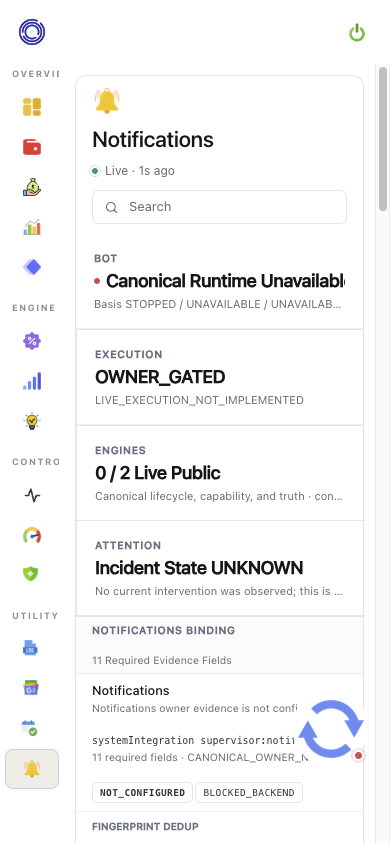 OVERVIE
Notifications
Live · 1s ago
Search
BOT
Canonical Runtime Unavailabl
Basis STOPPED / UNAVAILABLE / UNAVAILAB...
ENGINE
EXECUTION
OWNER_GATED
LIVE_EXECUTION_NOT_IMPLEMENTED
ENGINES
CONTRO
0 / 2 Live Public
Canonical lifecycle, capability, and truth · con...
ATTENTION
Incident State UNKNOWN
No current intervention was observed; this is ...
UTILITY
NOTIFICATIONS BINDING
11 Required Evidence Fields
Notifications
Notifications owner evidence is not confi
systemIntegration supervisor:noti
11 required fields · CANONICAL_OWNER_N
NOT_CONFIGURED BLOCKED_BACKEND
FINGERPRINT DEDUP